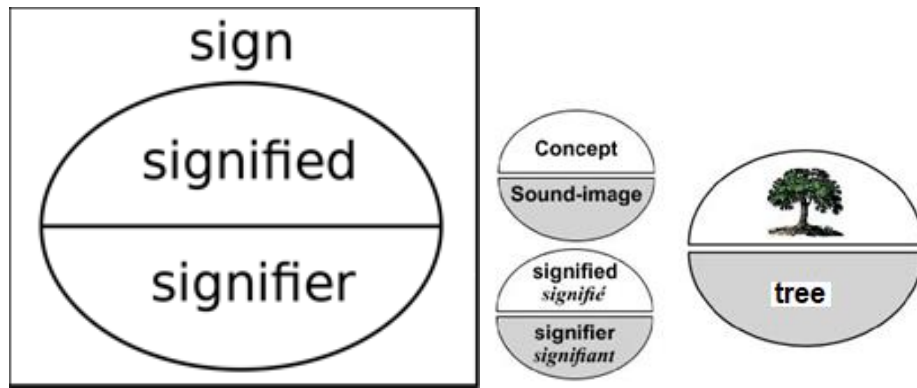 sign
signified
signifier
Concept
Sound-image
signified
signifié
signifier
signifiant
tree